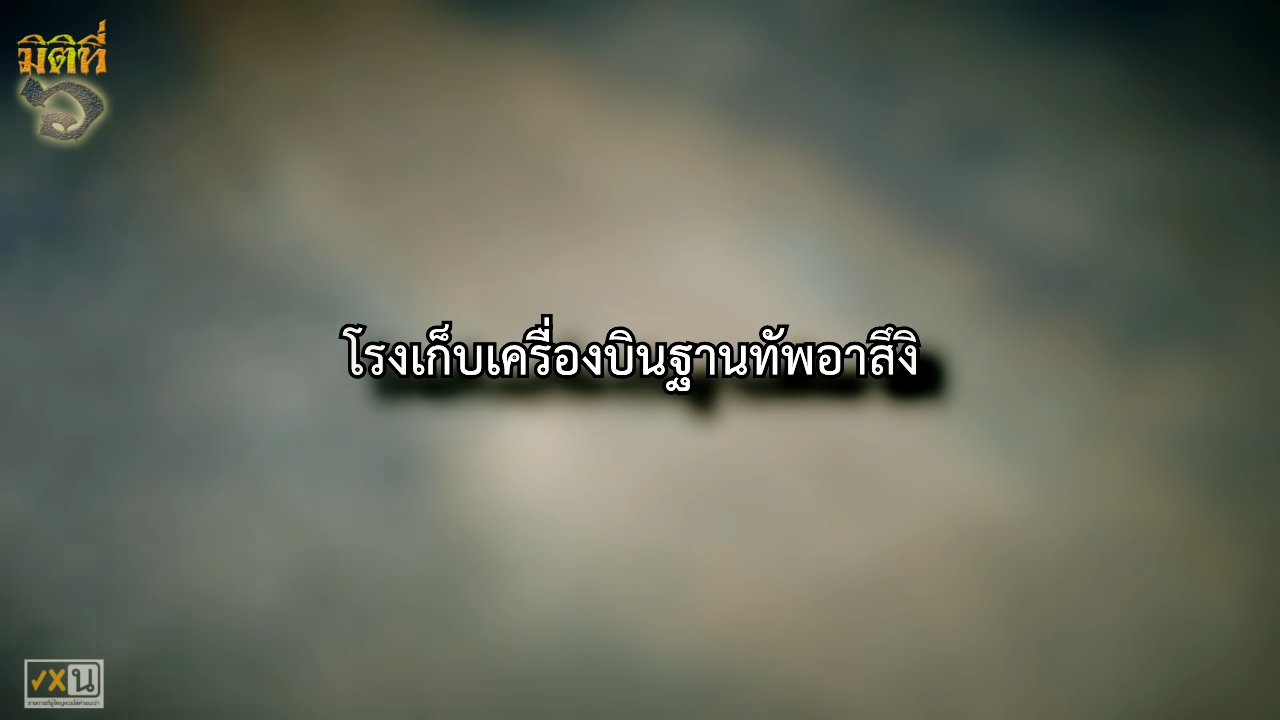 มิติที่
๖
โรงเก็บเครื่องบินฐานทัพอาสึงิ
น